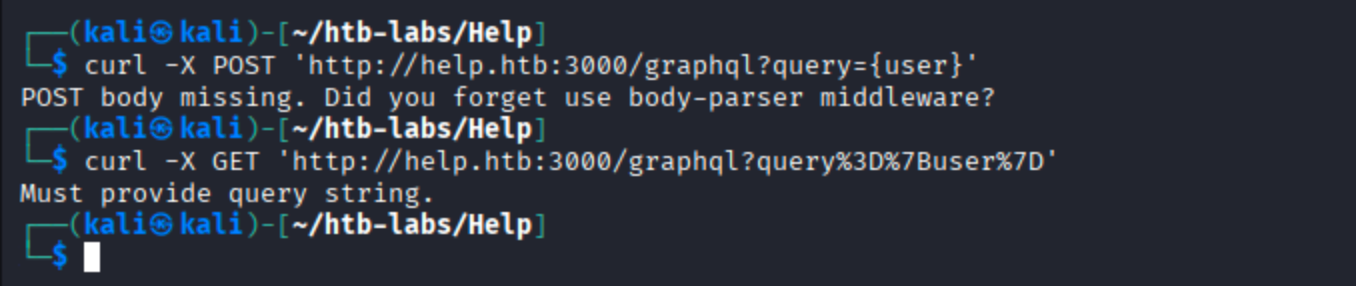 ┌──(kali㉿kali)-[~/htb-labs/Help]
└─$ curl -X POST 'http://help.htb:3000/graphql?query={user}'
POST body missing. Did you forget use body-parser middleware?
┌──(kali㉿kali)-[~/htb-labs/Help]
└─$ curl -X GET 'http://help.htb:3000/graphql?query%3D%7Buser%7D'
Must provide query string.
┌──(kali㉿kali)-[~/htb-labs/Help]
└─$